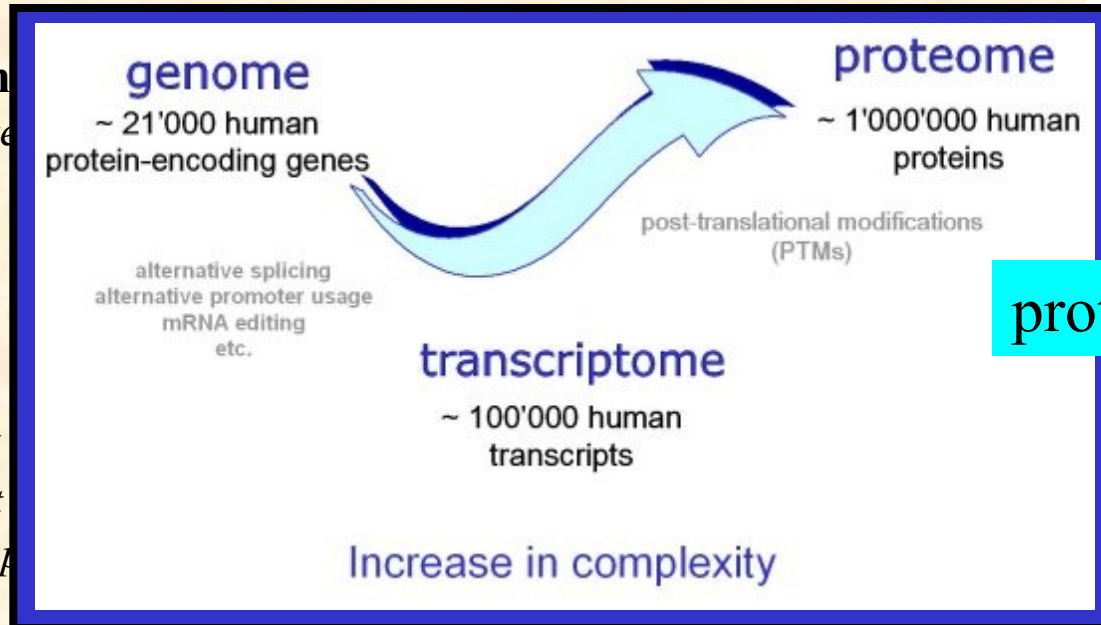 genome
~ 21'000 human
protein-encoding genes
proteome
~ 1'000'000 human
proteins
post-translational modifications
(PTMs)
alternative splicing
alternative promoter usage
mRNA editing
etc.
transcriptome
~ 100'000 human
transcripts
Increase in complexity